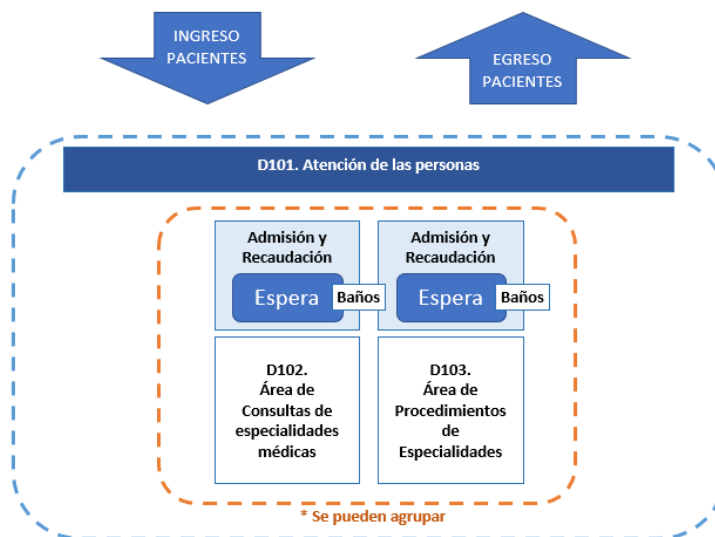 INGRESO
PACIENTES
EGRESO
PACIENTES
D101. Atención de las personas
Admisión y
Recaudación
Espera
Baños
Admisión y
Recaudación
Espera
Baños
D102.
Área de
Consultas de
especialidades
médicas
D103.
Área de
Procedimientos
de
Especialidades
* Se pueden agrupar